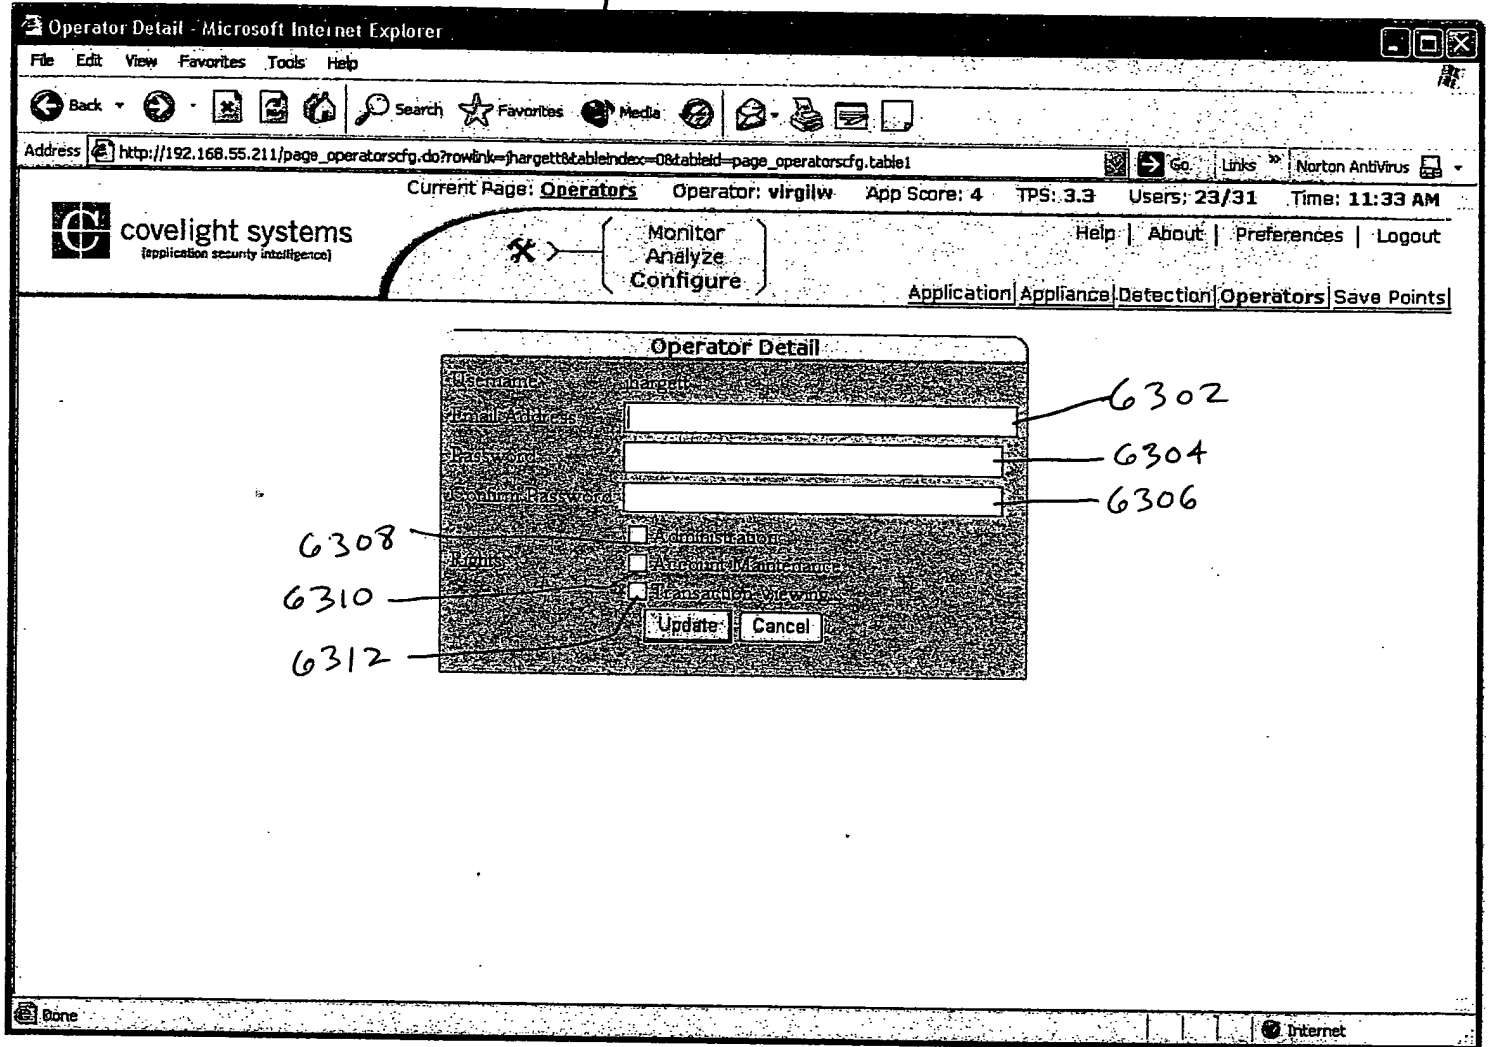 Operator Detail - Microsoft Internet Explorer
File Edit View Favorites Tools Help
Back Search Favorites Media
Address http://192.168.55.211/page_operatorscfg.do?rowlink=jhargett&tableindex=0&tableid=page_operatorscfg.table1 Go Links » Norton AntiVirus
Current Page: Operators Operator: virgilw App Score: 4 TPS: 3.3 Users: 23/31 Time: 11:33 AM
covelight systems
[application security intelligence]
Monitor
Analyze
Configure
Help | About | Preferences | Logout
Application| Appliance| Detection| Operators| Save Points|
Operator Detail
Username jhargett
Email Address 6302
Password 6304
Confirm Password 6306
6308 Administration
Rights Account Maintenance
6310 Transaction Viewing
Update Cancel
6312
Done Internet